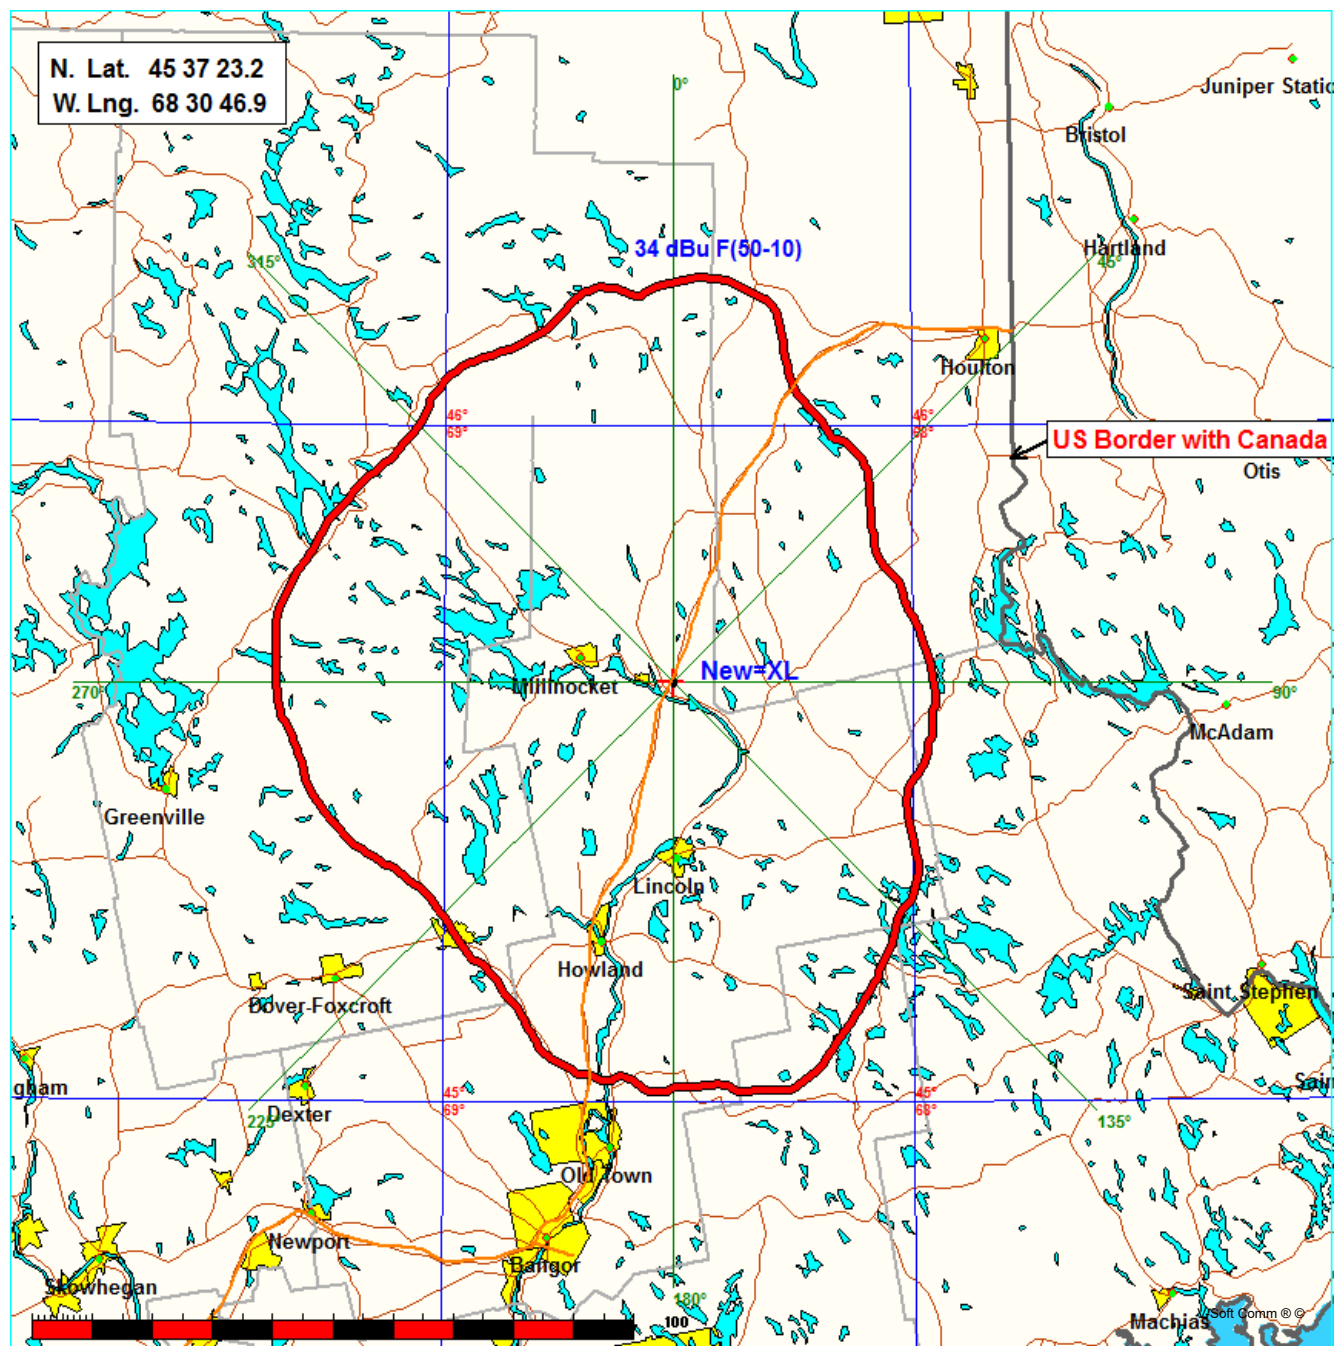 N. Lat. 45 37 23.2
W. Lng. 68 30 46.9
0°
Juniper Static
Bristol
Hartland
34 dBu F(50-10)
315°
45°
Houlton
46°
69°
46°
68°
US Border with Canada
Otis
New=XL
Millinocket
270°
90°
McAdam
Greenville
Lincoln
Howland
Dover-Foxcroft
Saint Stephen
gham
Sain
45°
69°
45°
68°
Dexter
225°
135°
Old Town
Newport
Bangor
Skowhegan
180°
100
Machias
V-Soft Comm ® ©